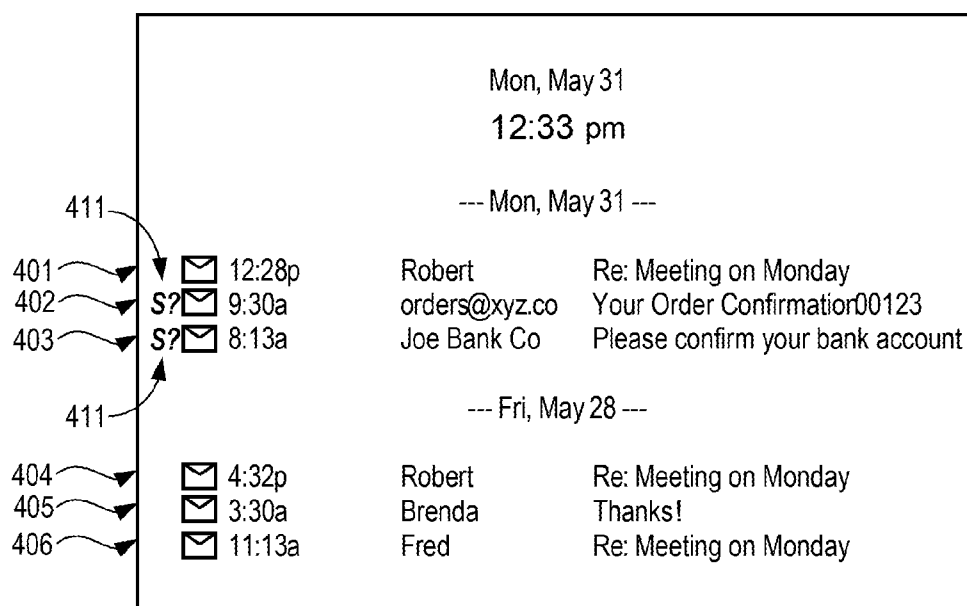 Mon, May 31
12:33 pm
--- Mon, May 31 ---
411
401 12:28p Robert Re: Meeting on Monday
402 S? 9:30a orders@xyz.co Your Order Confirmation00123
403 S? 8:13a Joe Bank Co Please confirm your bank account
411
--- Fri, May 28 ---
404 4:32p Robert Re: Meeting on Monday
405 3:30a Brenda Thanks!
406 11:13a Fred Re: Meeting on Monday